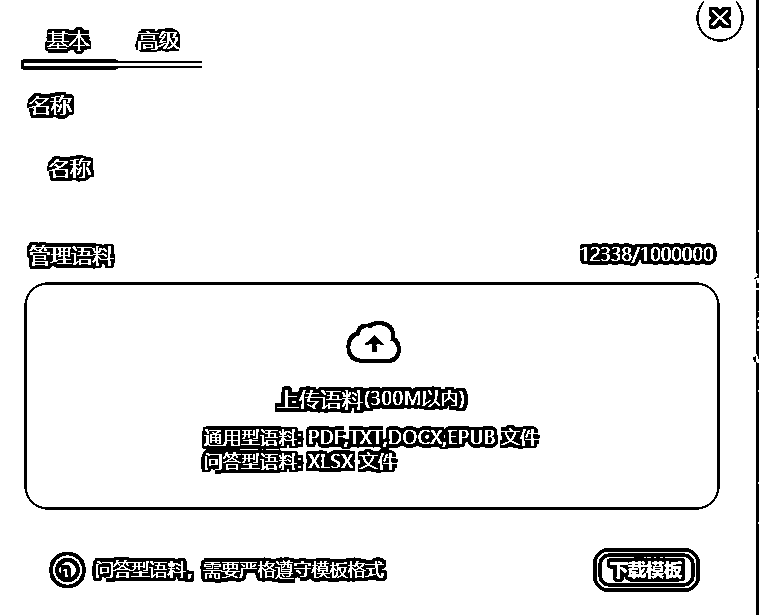 基本 高级
名称
名称
管理语料 12338/1000000
上传语料(300M以内)
通用型语料: PDF,TXT,DOCX,EPUB 文件
问答型语料: XLSX 文件
问答型语料，需要严格遵守模板格式 下载模板